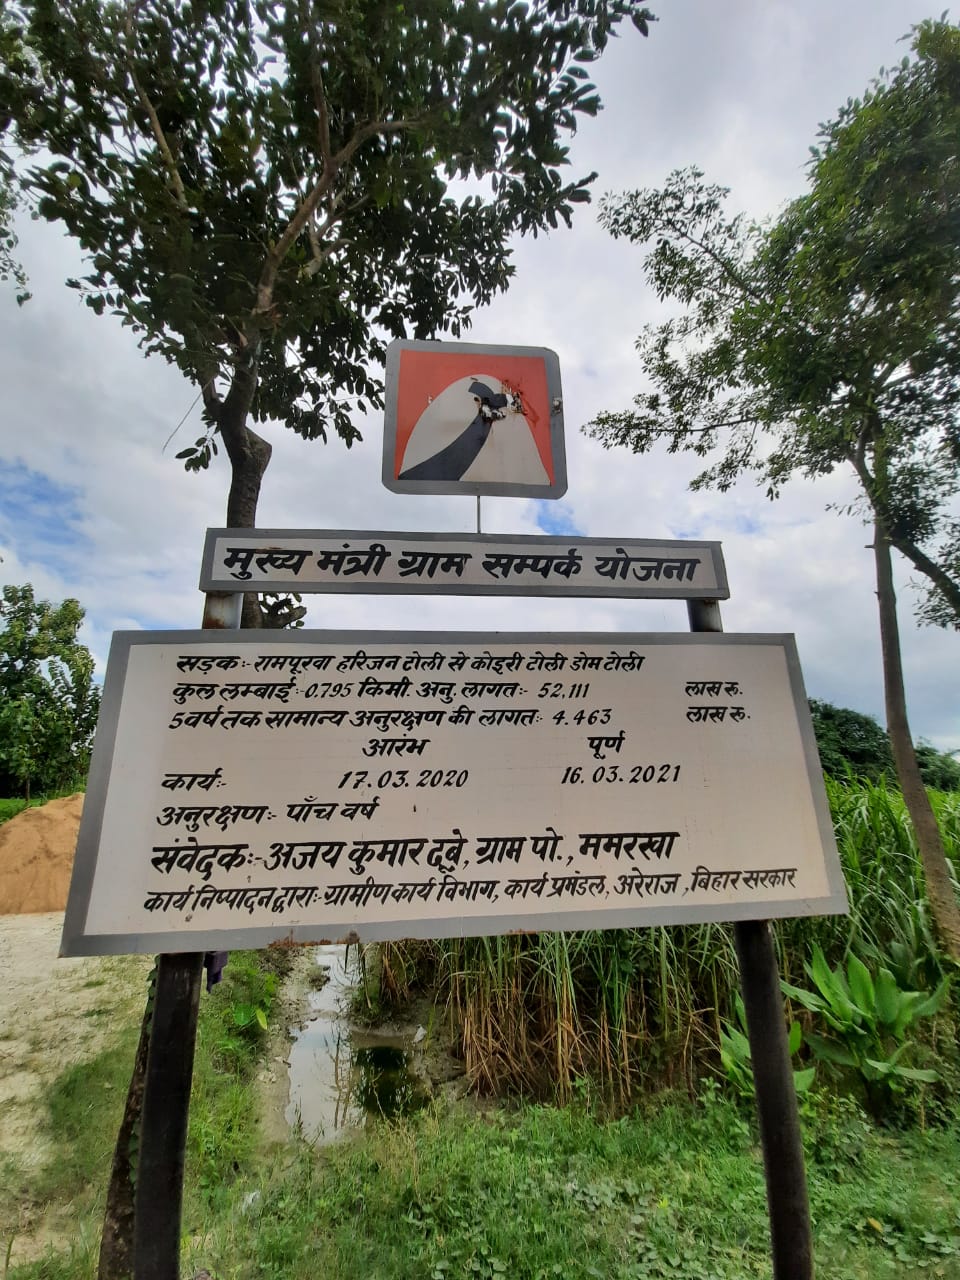 मुख्य मंत्री ग्राम सम्पर्क योजना
सड़क:- रामपूरवा हरिजन टोली से कोइरी टोली डोम टोली
कुल लम्बाई:-0.795 किमी. अनु. लागत:- 52,111 लाख रू.
5वर्ष तक सामान्य अनुरक्षण की लागत:- 4.463 लाख रू.
आरंभ पूर्ण
कार्य:- 17.03.2020 16.03.2021
अनुरक्षण:- पाँच वर्ष
संवेदक:-अजय कुमार दूबे, ग्राम पो., ममरखा
कार्य निष्पादन द्वारा:-ग्रामीण कार्य विभाग, कार्य प्रमंडल, अरेराज ,बिहार सरकार